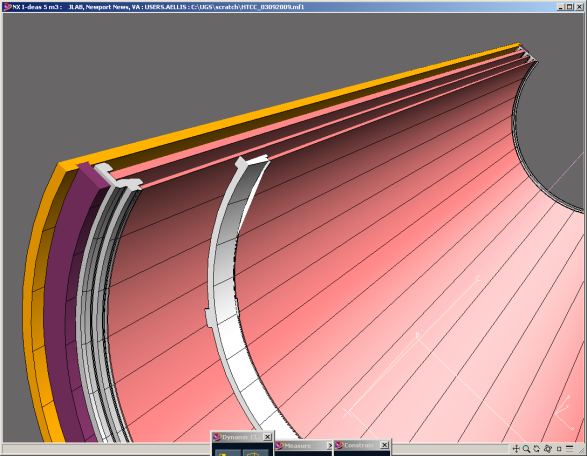 NX I-deas 5 m3 : JLAB, Newport News, VA : USERS.AELLIS : C:\UGS\scratch\HTCC_03092009.mf1
Dynamic
Measure
Constrain